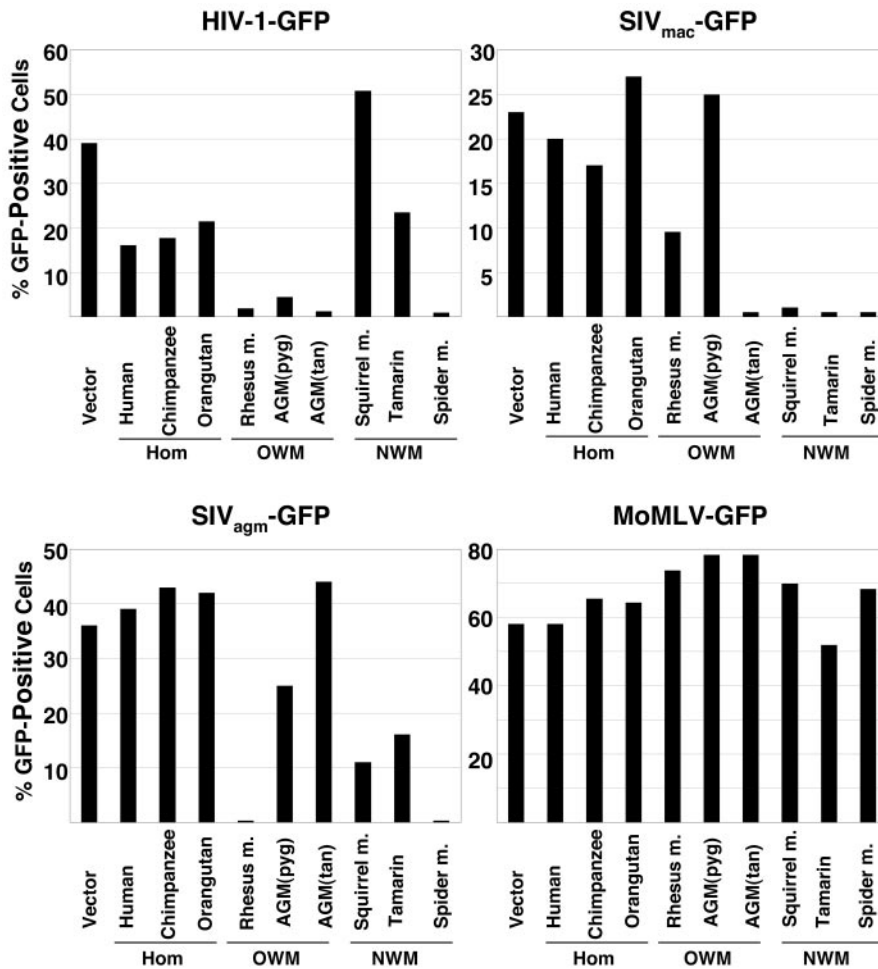 HIV-1-GFP
% GFP-Positive Cells
60
50
40
30
20
10
Vector
Human
Chimpanzee
Orangutan
Rhesus m.
AGM(pyg)
AGM(tan)
Squirrel m.
Tamarin
Spider m.
Hom
OWM
NWM
SIVmac-GFP
30
25
20
15
10
5
Vector
Human
Chimpanzee
Orangutan
Rhesus m.
AGM(pyg)
AGM(tan)
Squirrel m.
Tamarin
Spider m.
Hom
OWM
NWM
SIVagm-GFP
% GFP-Positive Cells
50
40
30
20
10
Vector
Human
Chimpanzee
Orangutan
Rhesus m.
AGM(pyg)
AGM(tan)
Squirrel m.
Tamarin
Spider m.
Hom
OWM
NWM
MoMLV-GFP
80
60
40
20
Vector
Human
Chimpanzee
Orangutan
Rhesus m.
AGM(pyg)
AGM(tan)
Squirrel m.
Tamarin
Spider m.
Hom
OWM
NWM